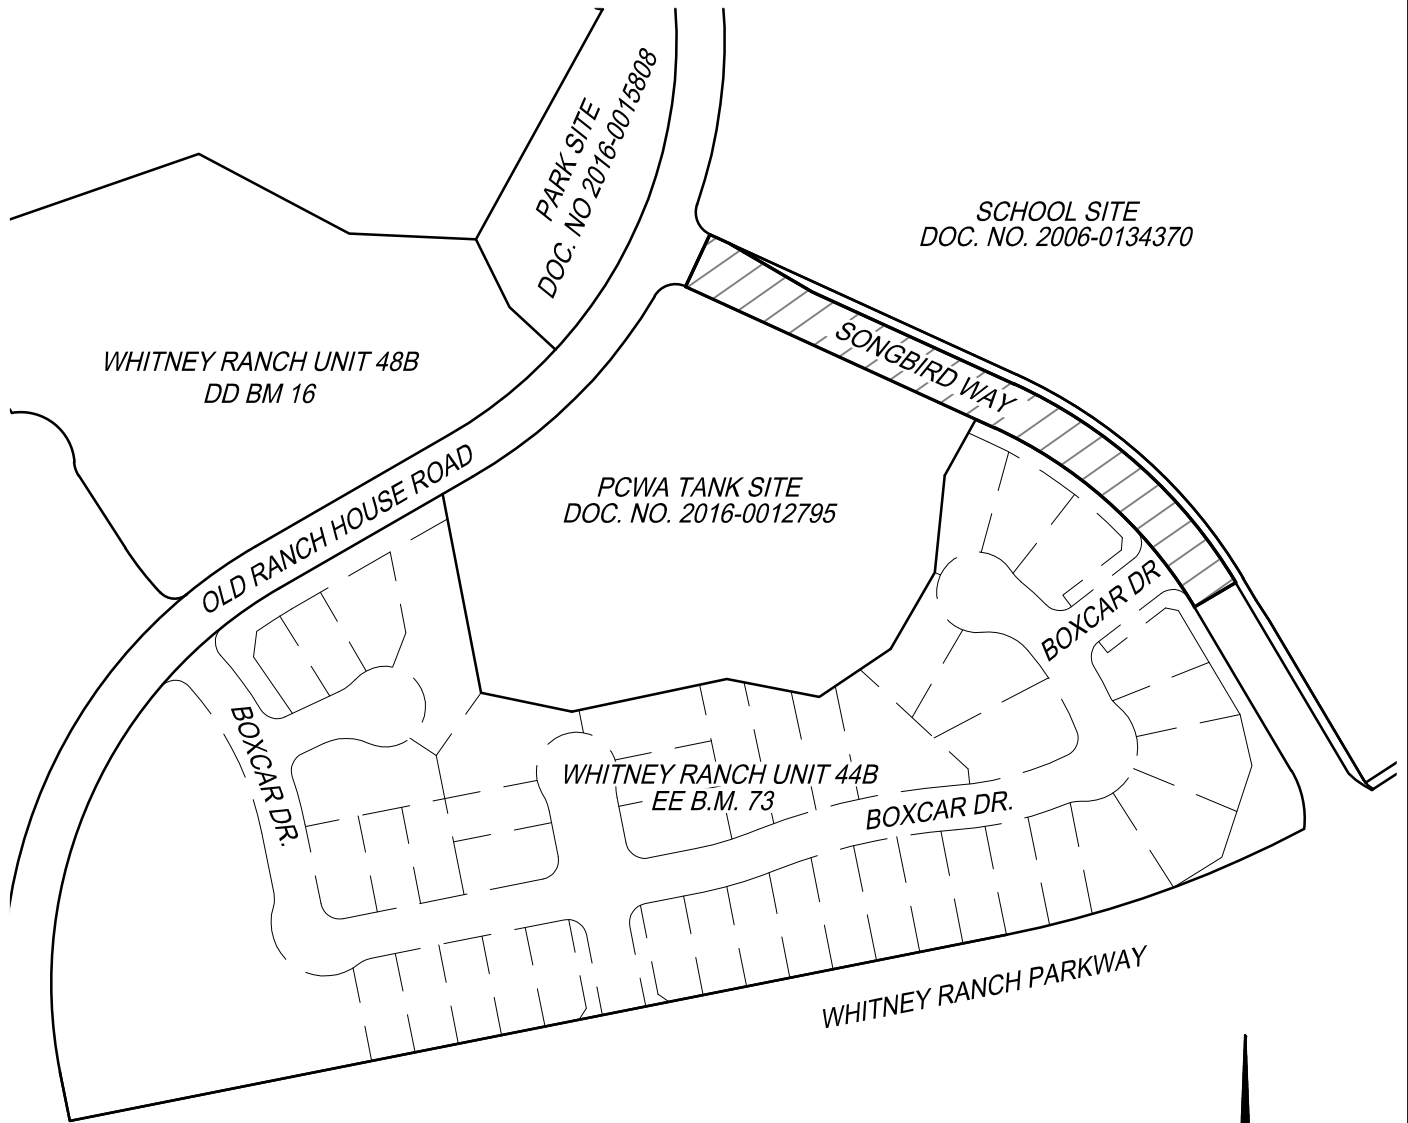 PARK SITE
DOC. NO 2016-0015808
SCHOOL SITE
DOC. NO. 2006-0134370
WHITNEY RANCH UNIT 48B
DD BM 16
SONGBIRD WAY
OLD RANCH HOUSE ROAD
PCWA TANK SITE
DOC. NO. 2016-0012795
BOXCAR DR
BOXCAR DR.
WHITNEY RANCH UNIT 44B
EE B.M. 73
BOXCAR DR.
WHITNEY RANCH PARKWAY